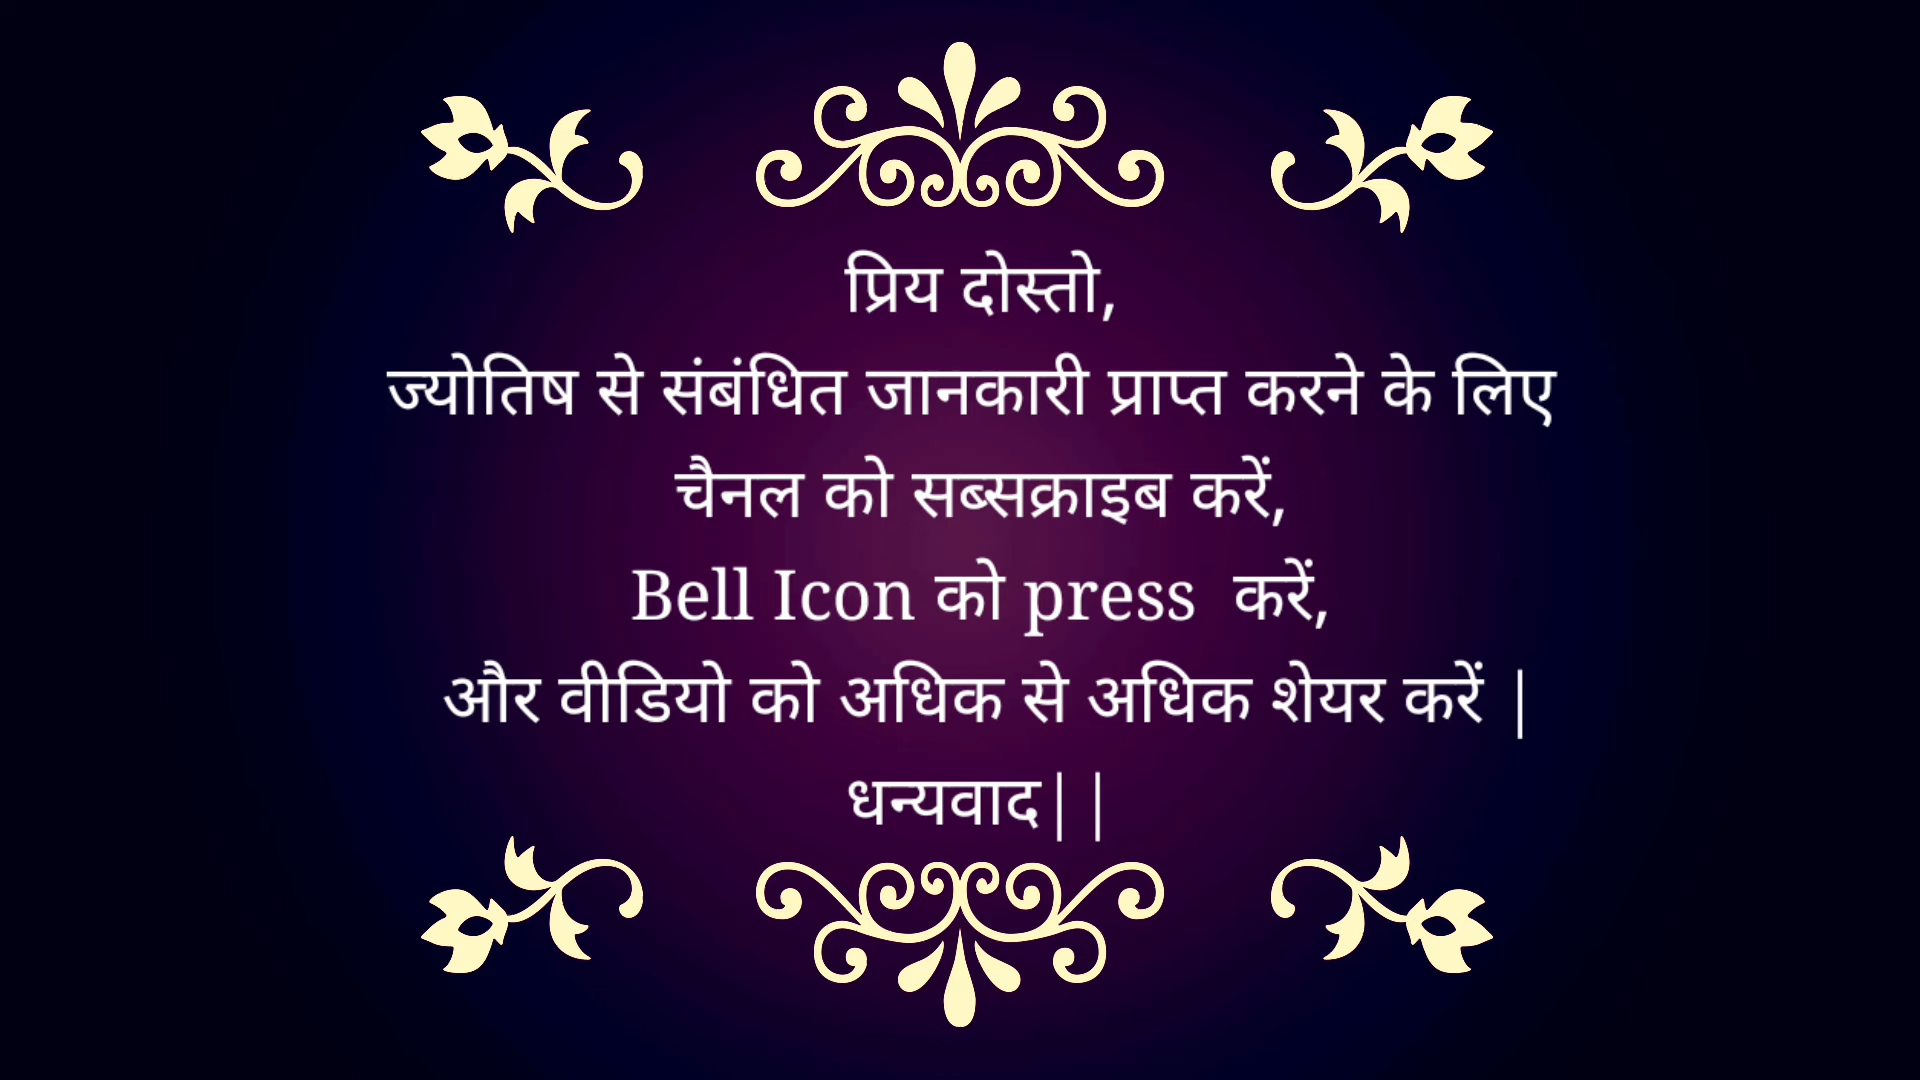 प्रिय दोस्तो,
ज्योतिष से संबंधित जानकारी प्राप्त करने के लिए
चैनल को सब्सक्राइब करें,
Bell Icon को press  करें,
और वीडियो को अधिक से अधिक शेयर करें |
धन्यवाद||